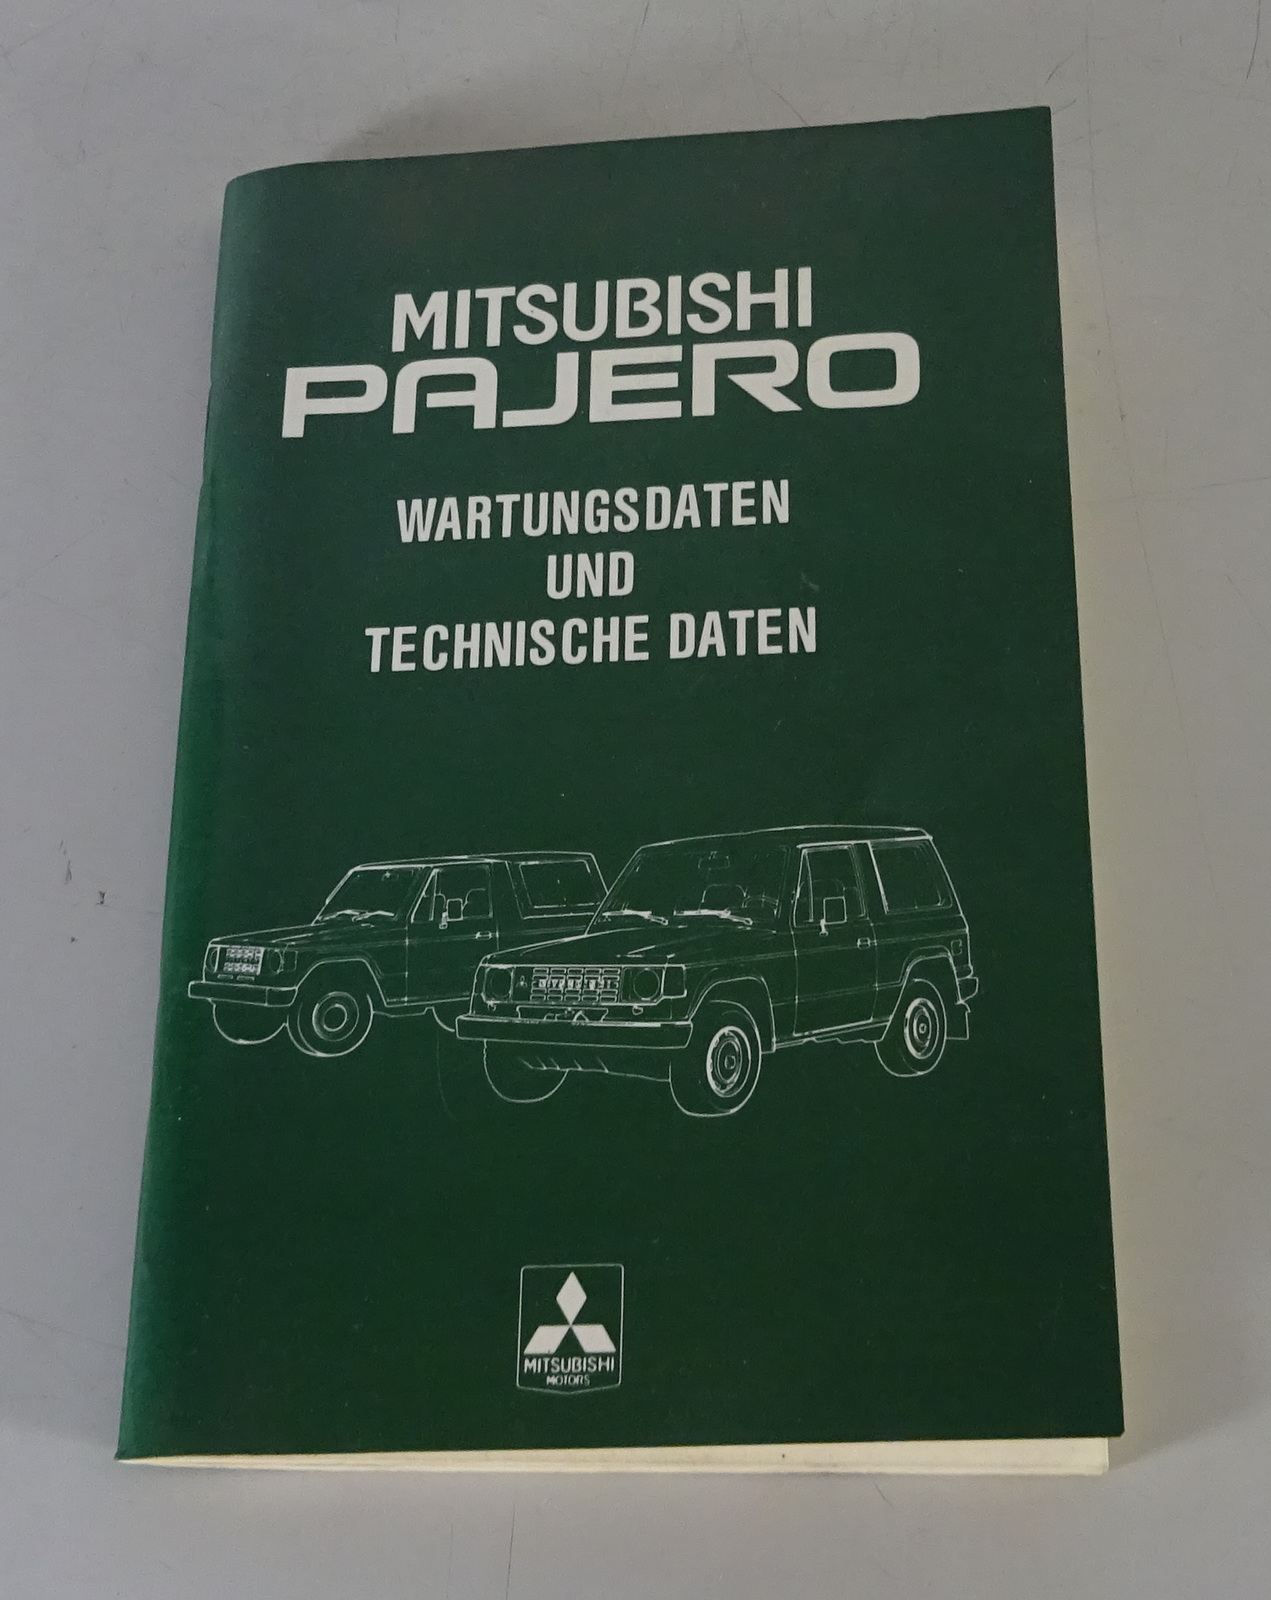 MITSUBISHI
PAJERO
WARTUNGSDATEN
UND
TECHNISCHE DATEN
MITSUBISHI
MOTORS